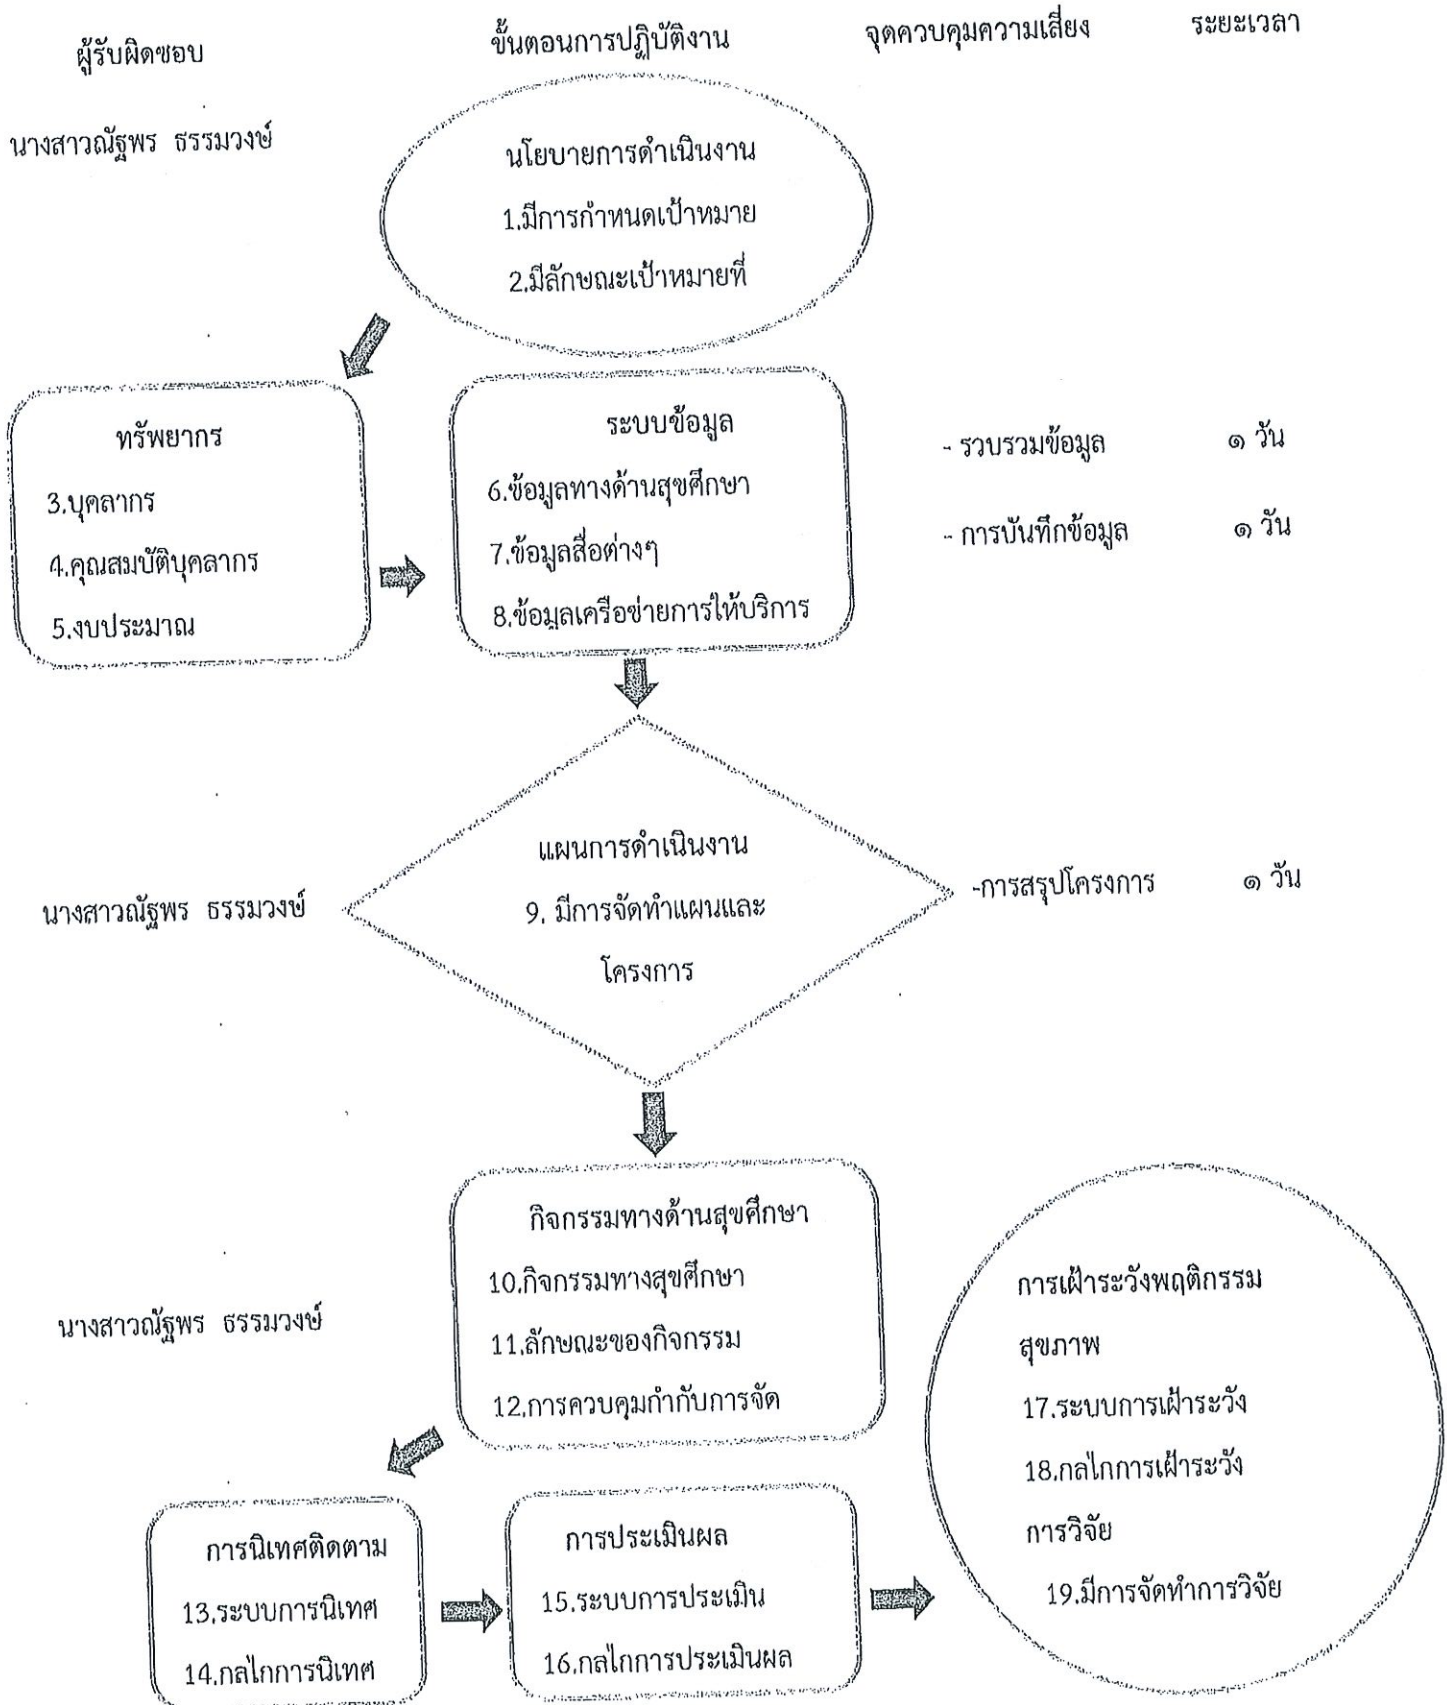 ผู้รับผิดชอบ ขั้นตอนการปฏิบัติงาน จุดควบคุมความเสี่ยง ระยะเวลา
นางสาวณัฐพร ธรรมวงษ์
นโยบายการดำเนินงาน
1.มีการกำหนดเป้าหมาย
2.มีลักษณะเป้าหมายที่
ทรัพยากร
3.บุคลากร
4.คุณสมบัติบุคลากร
5.งบประมาณ
ระบบข้อมูล
6.ข้อมูลทางด้านสุขศึกษา
7.ข้อมูลสื่อต่างๆ
8.ข้อมูลเครือข่ายการให้บริการ
- รวบรวมข้อมูล ๑ วัน
- การบันทึกข้อมูล ๑ วัน
นางสาวณัฐพร ธรรมวงษ์
แผนการดำเนินงาน
9. มีการจัดทำแผนและ
โครงการ
-การสรุปโครงการ ๑ วัน
นางสาวณัฐพร ธรรมวงษ์
กิจกรรมทางด้านสุขศึกษา
10.กิจกรรมทางสุขศึกษา
11.ลักษณะของกิจกรรม
12.การควบคุมกำกับการจัด
การนิเทศติดตาม
13.ระบบการนิเทศ
14.กลไกการนิเทศ
การประเมินผล
15.ระบบการประเมิน
16.กลไกการประเมินผล
การเฝ้าระวังพฤติกรรม
สุขภาพ
17.ระบบการเฝ้าระวัง
18.กลไกการเฝ้าระวัง
การวิจัย
19.มีการจัดทำการวิจัย